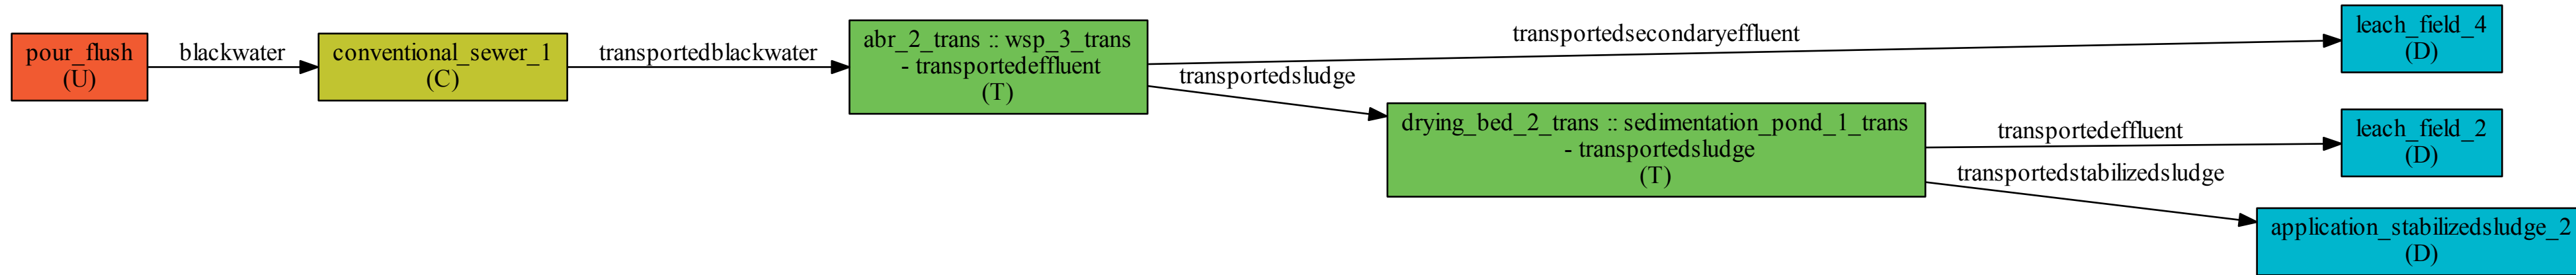 pour_flush
(U)
blackwater
conventional_sewer_1
(C)
transportedblackwater
abr_2_trans :: wsp_3_trans
- transportedeffluent
(T)
transportedsecondaryeffluent
transportedsludge
leach_field_4
(D)
drying_bed_2_trans :: sedimentation_pond_1_trans
- transportedsludge
(T)
transportedeffluent
transportedstabilizedsludge
leach_field_2
(D)
application_stabilizedsludge_2
(D)